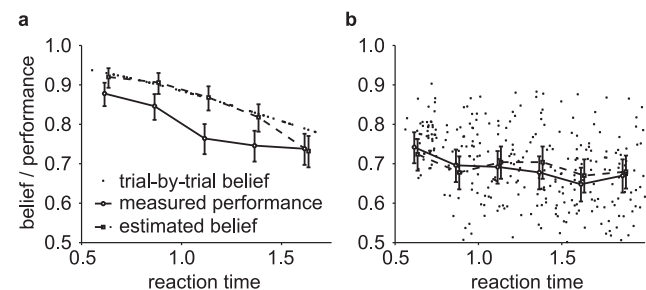 a
b
1.0
0.9
0.8
0.7
0.6
0.5
belief / performance
trial-by-trial belief
measured performance
estimated belief
0.5
1.0
1.5
reaction time
1.0
0.9
0.8
0.7
0.6
0.5
0.5
1.0
1.5
reaction time